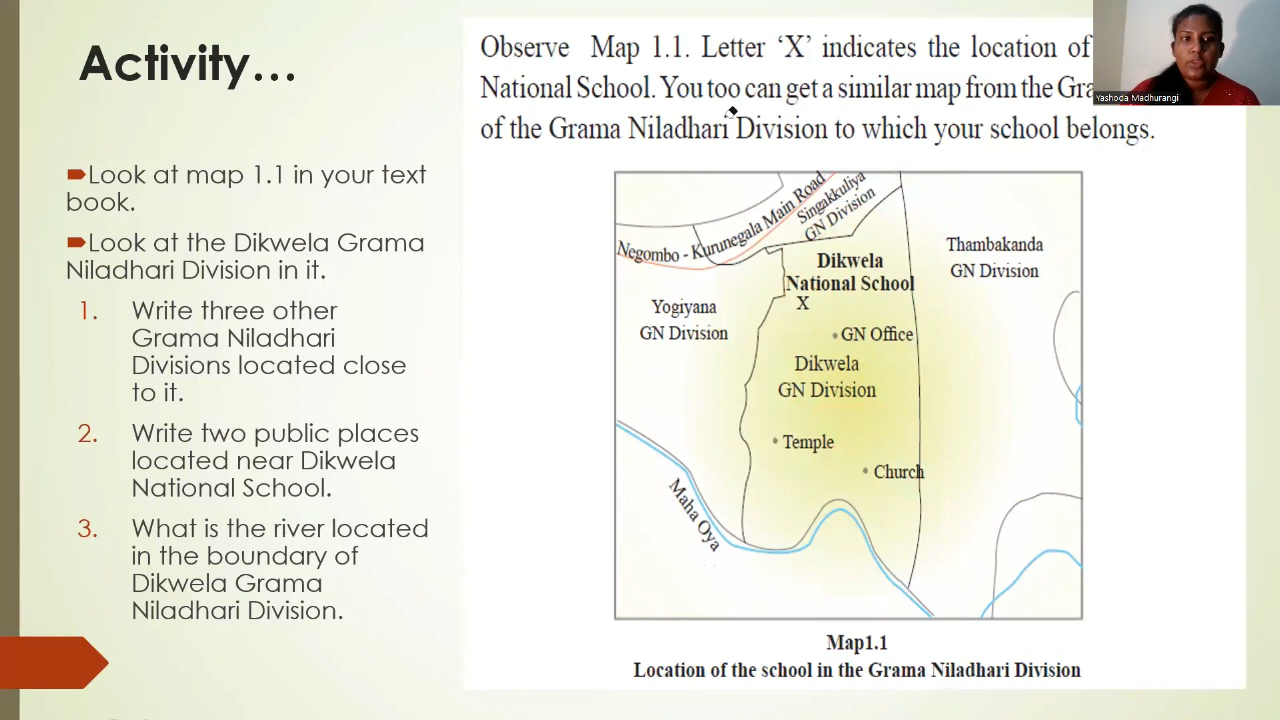 Activity…
Look at map 1.1 in your text
book.
Look at the Dikwela Grama
Niladhari Division in it.
1. Write three other
Grama Niladhari
Divisions located close
to it.
2. Write two public places
located near Dikwela
National School.
3. What is the river located
in the boundary of
Dikwela Grama
Niladhari Division.
Observe Map 1.1. Letter ‘X’ indicates the location of
National School. You too can get a similar map from the
of the Grama Niladhari Division to which your school belongs.
Yashoda Madhurangi
Negombo - Kurunegala Main Road
Singakkuliya
GN Division
Thambakanda
GN Division
Dikwela
National School
X
Yogiyana
GN Division
GN Office
Dikwela
GN Division
Temple
Church
Maha Oya
Map1.1
Location of the school in the Grama Niladhari Division